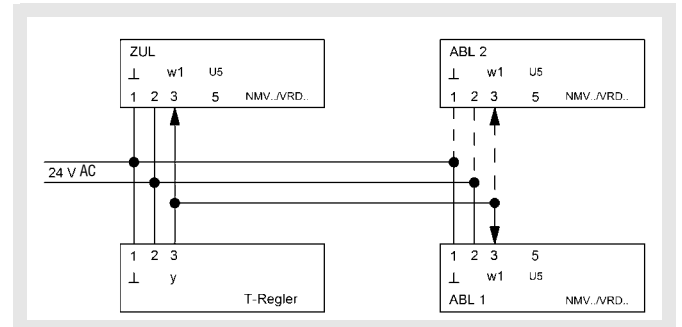 ZUL
⊥ w1 U5
1 2 3 5 NMV../VRD..
ABL 2
⊥ w1 U5
1 2 3 5 NMV../VRD..
24 V AC
1 2 3
⊥ y
T-Regler
1 2 3 5
⊥ w1 U5
ABL 1 NMV../VRD..